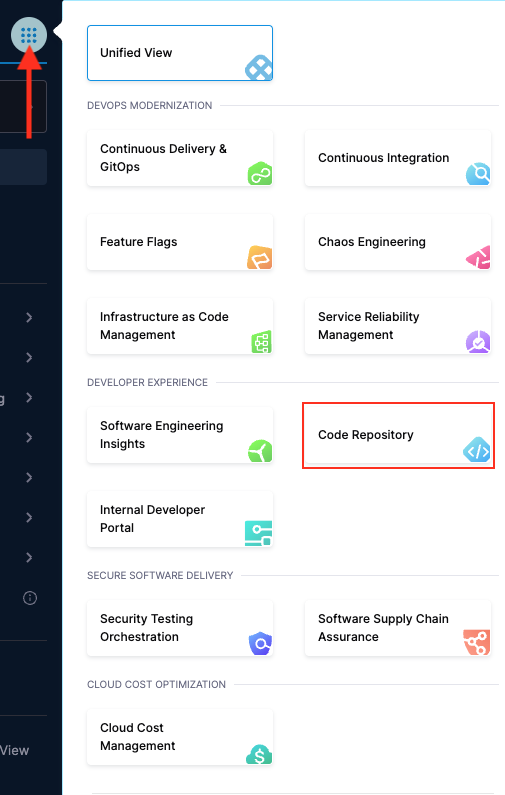 Unified View
DEVOPS MODERNIZATION
Continuous Delivery &
GitOps
Continuous Integration
Feature Flags
Chaos Engineering
Infrastructure as Code
Management
Service Reliability
Management
DEVELOPER EXPERIENCE
g
Software Engineering
Insights
Code Repository
Internal Developer
Portal
SECURE SOFTWARE DELIVERY
Security Testing
Orchestration
Software Supply Chain
Assurance
CLOUD COST OPTIMIZATION
Cloud Cost
Management
View